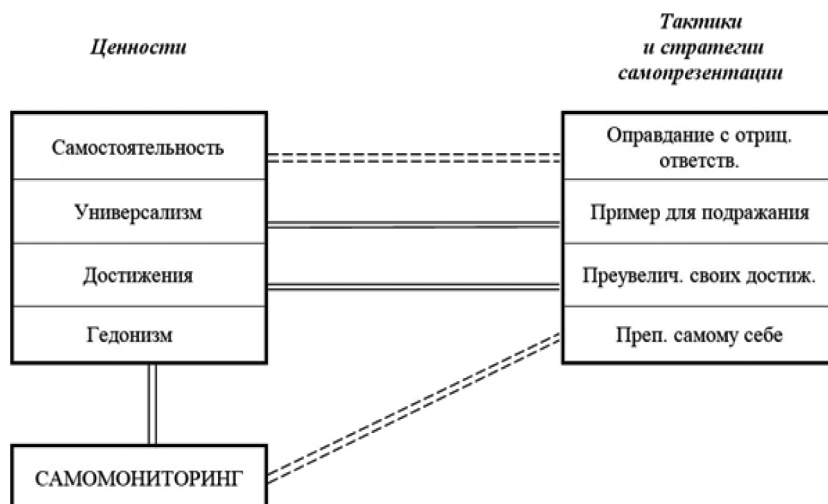 Ценности
Тактики
и стратегии
самопрезентации
Самостоятельность
Универсализм
Достижения
Гедонизм
Оправдание с отриц.
ответств.
Пример для подражания
Преувелич. своих достиж.
Преп. самому себе
САМОМОНИТОРИНГ